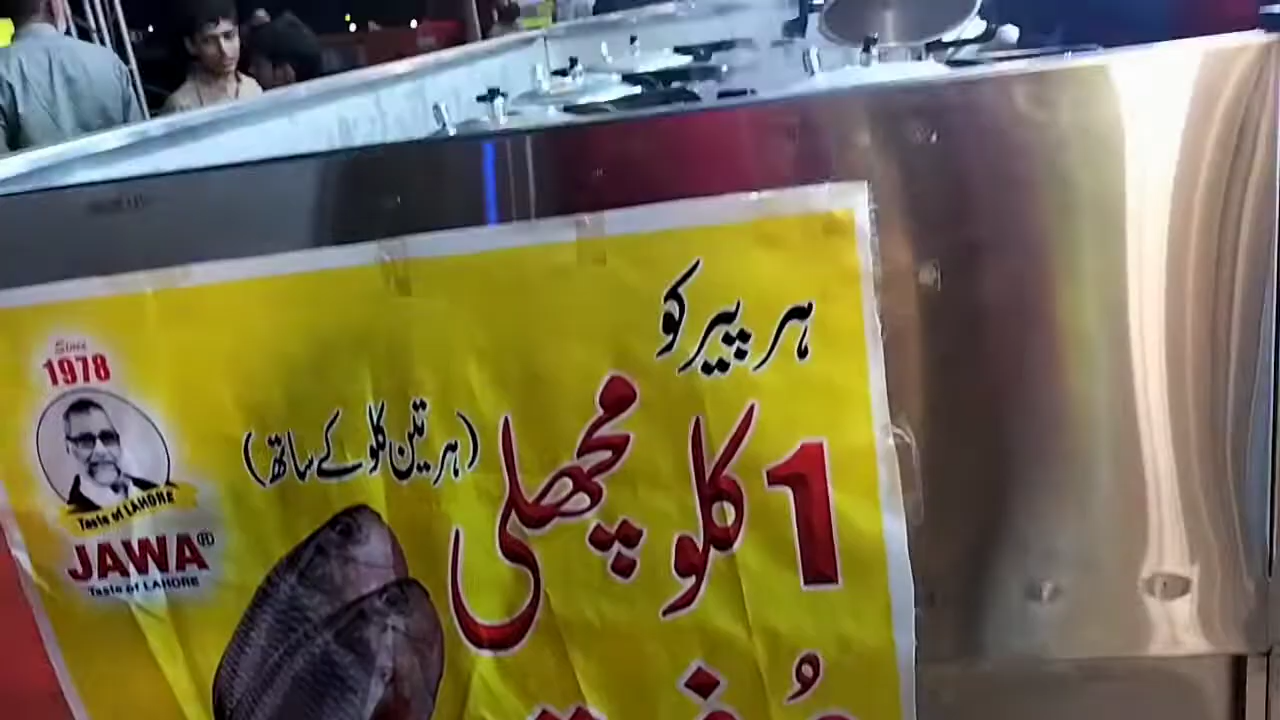 ہر پیر کو
1 کلو مچھلی
(ہر تین کلو کے ساتھ)
مُفت
Since
1978
Taste of LAHORE
JAWA®
Taste of LAHORE